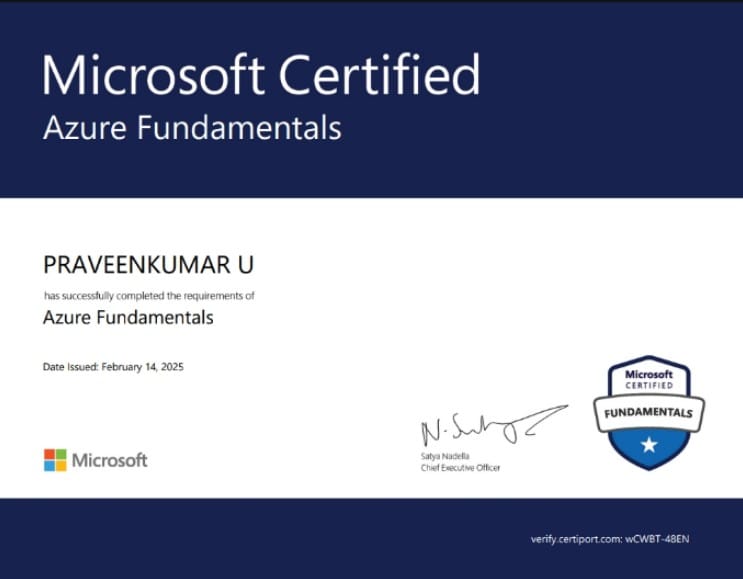 Microsoft Certified
Azure Fundamentals
PRAVEENKUMAR U
has successfully completed the requirements of
Azure Fundamentals
Date Issued: February 14, 2025
Microsoft
CERTIFIED
FUNDAMENTALS
Satya Nadella
Chief Executive Officer
Microsoft
verify.certiport.com: wCWBT-48EN